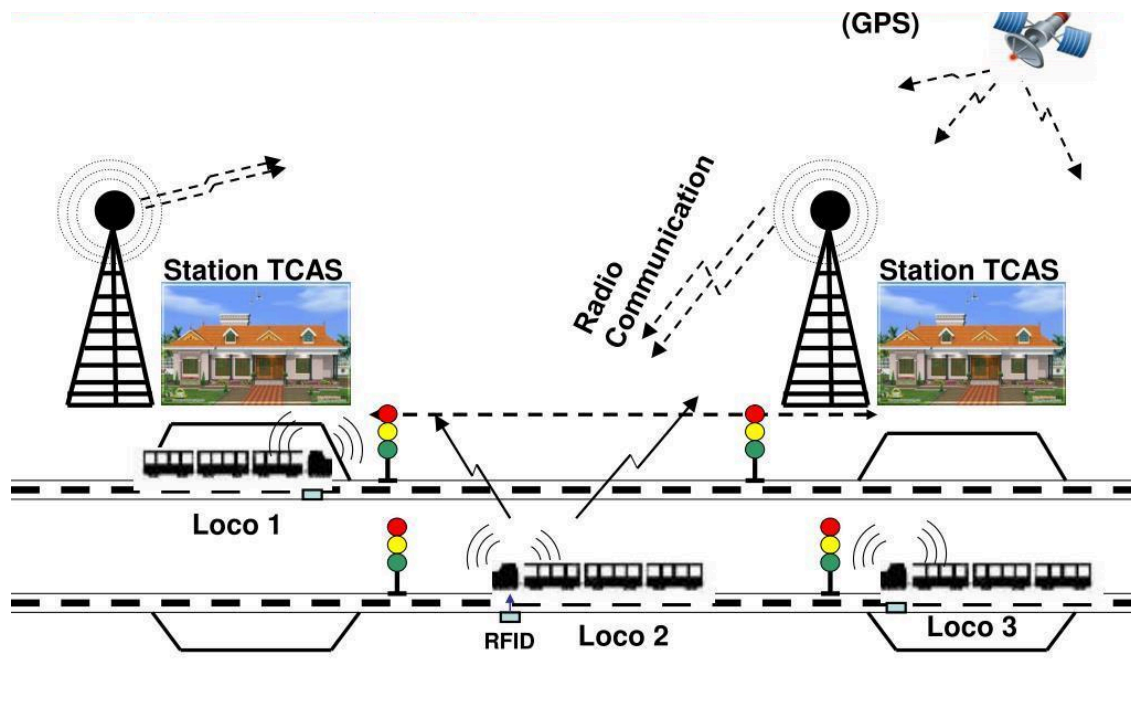 (GPS)
Radio
Communication
Station TCAS
Station TCAS
Loco 1
RFID
Loco 2
Loco 3